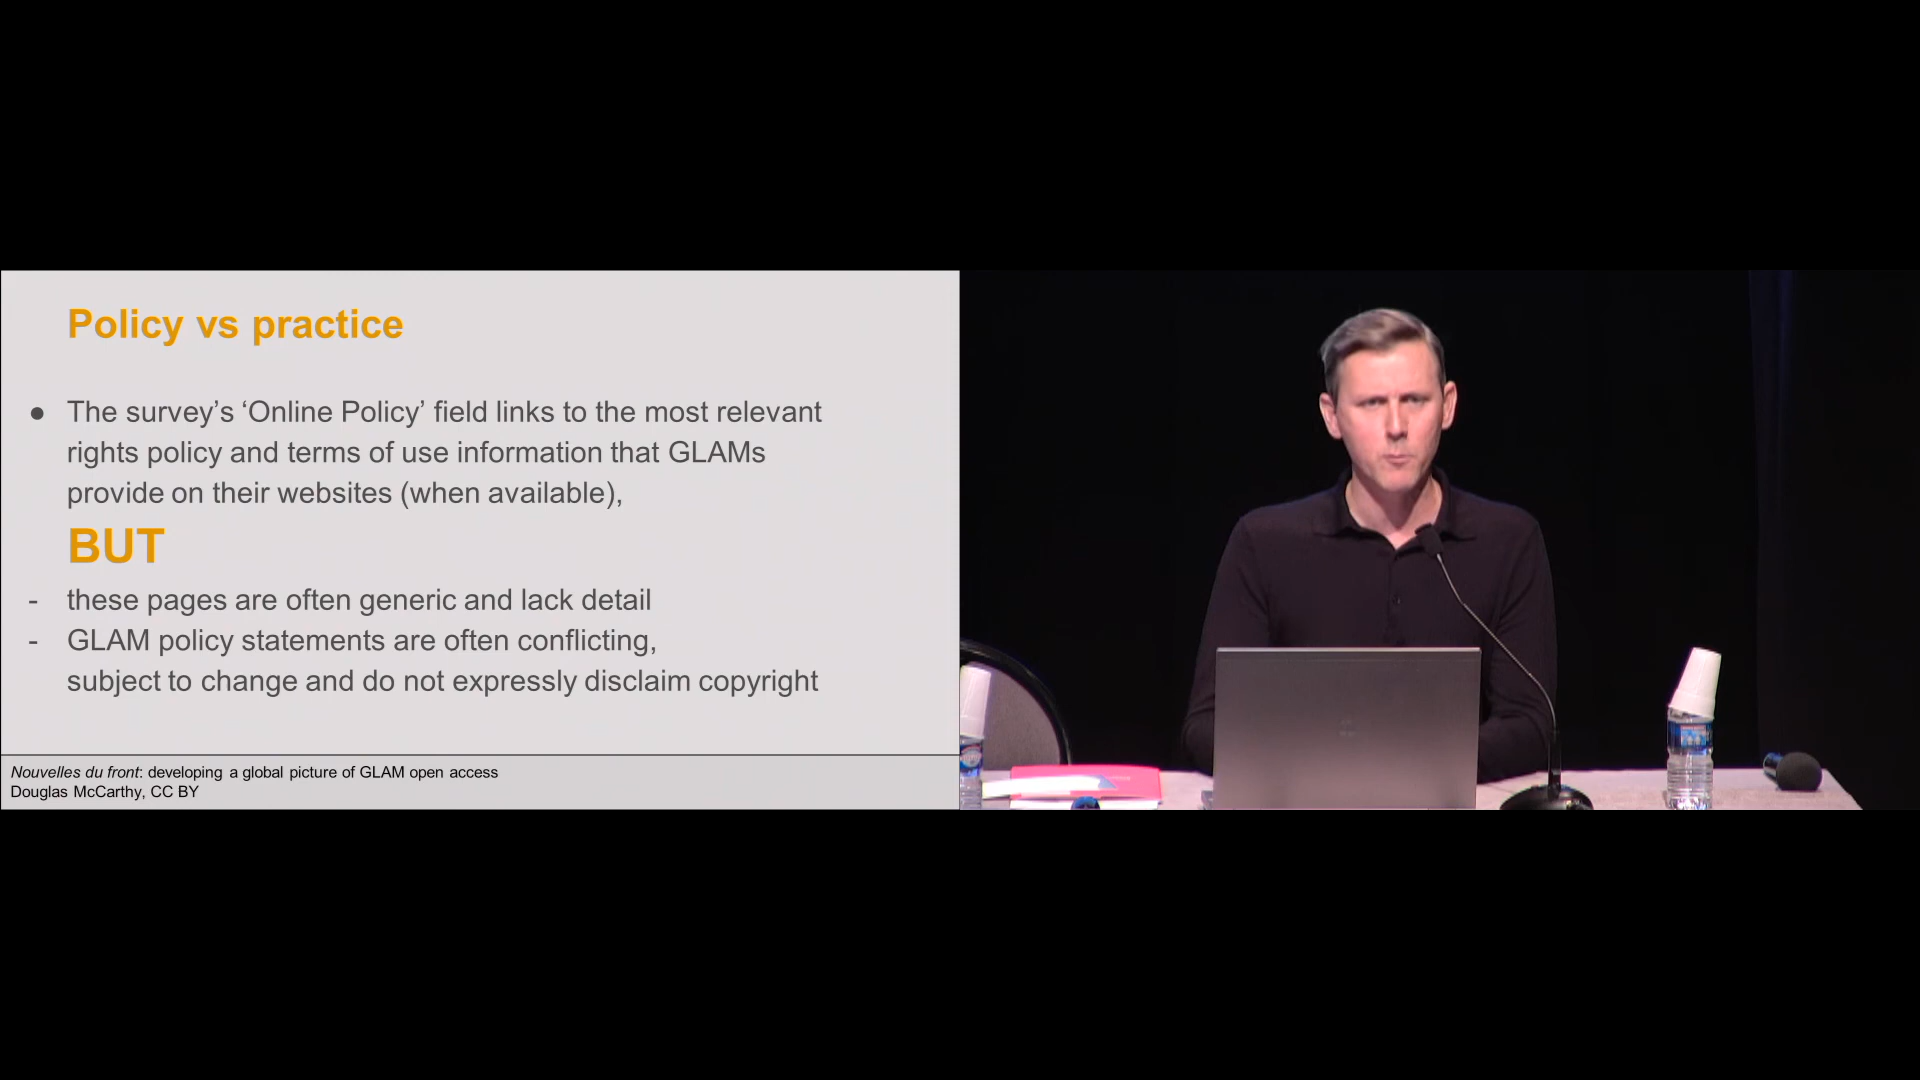 Policy vs practice
● The survey’s ‘Online Policy’ field links to the most relevant
rights policy and terms of use information that GLAMs
provide on their websites (when available),
BUT
- these pages are often generic and lack detail
- GLAM policy statements are often conflicting,
subject to change and do not expressly disclaim copyright
Nouvelles du front: developing a global picture of GLAM open access
Douglas McCarthy, CC BY